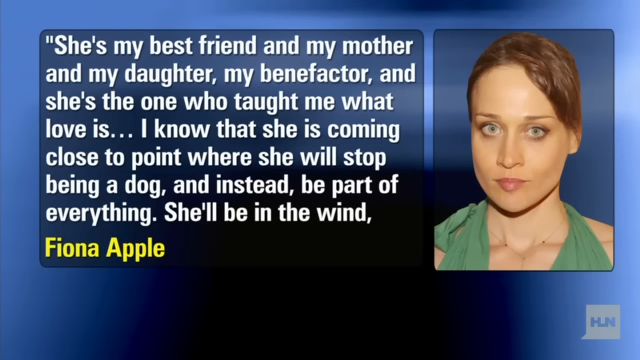 "She's my best friend and my mother
and my daughter, my benefactor, and
she's the one who taught me what
love is… I know that she is coming
close to point where she will stop
being a dog, and instead, be part of
everything. She'll be in the wind,
Fiona Apple
HLN